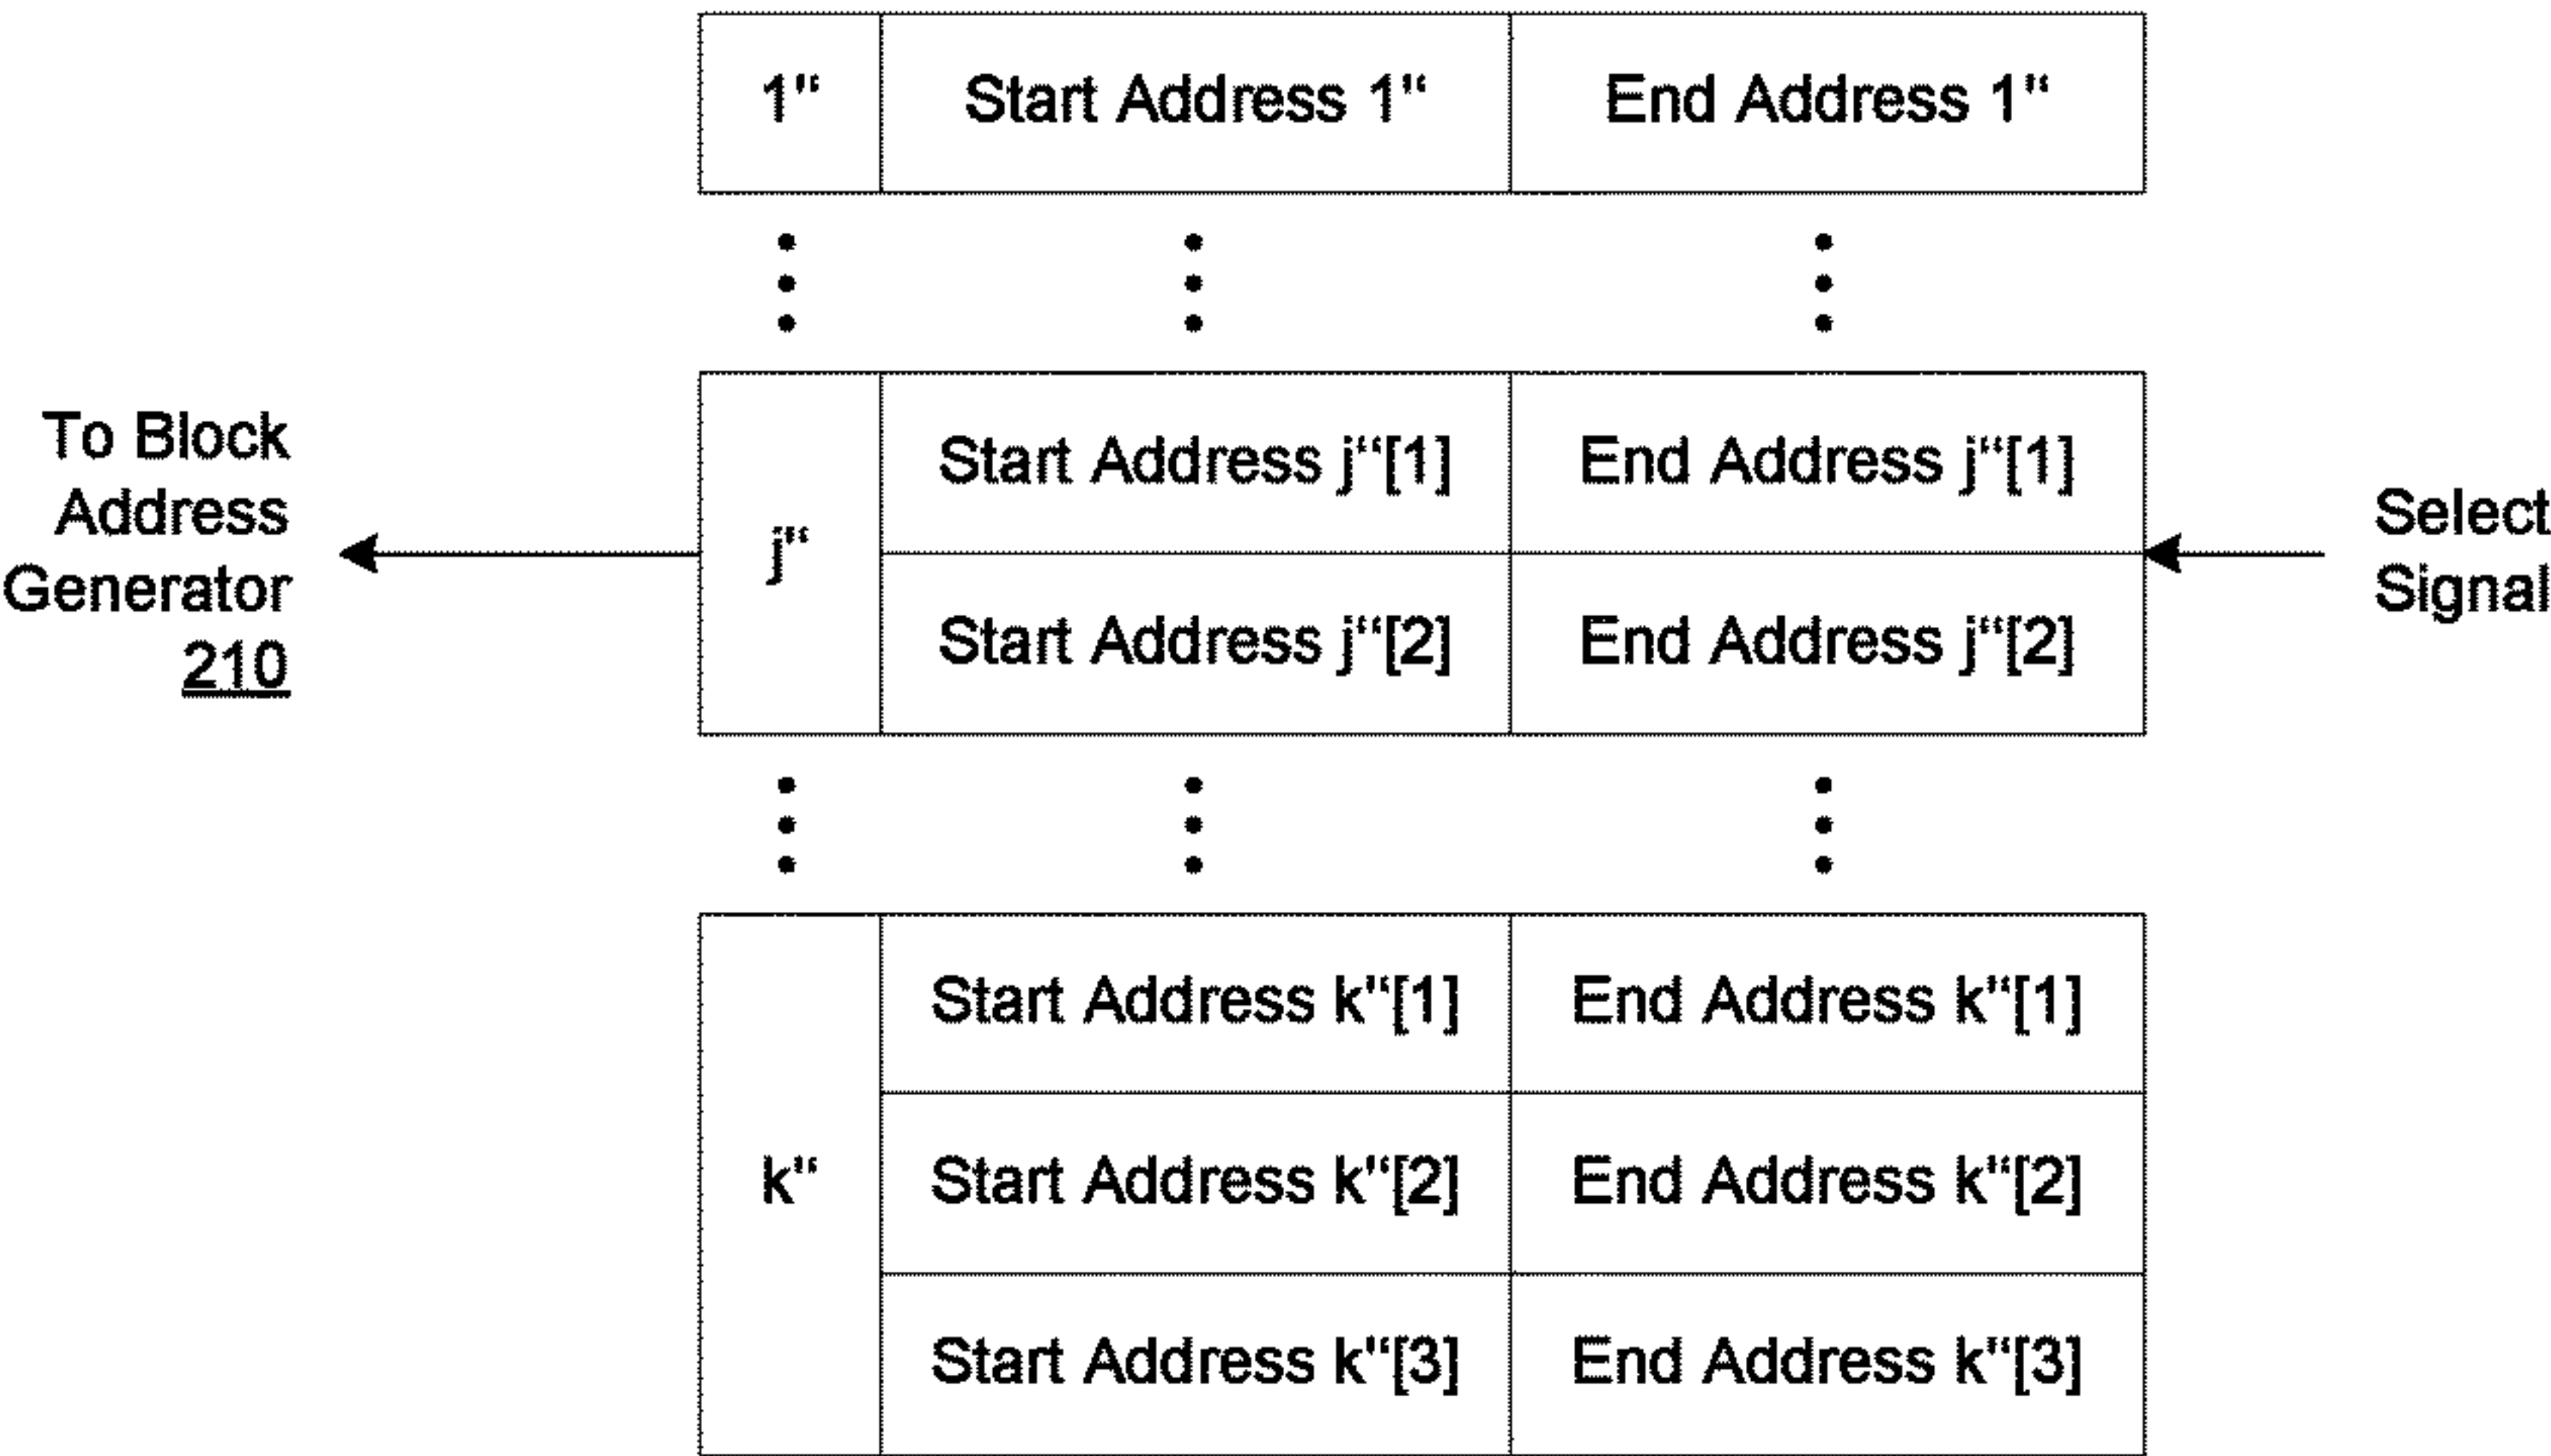 1" Start Address 1" End Address 1"
To Block
Address
Generator
210
j" Start Address j"[1] End Address j"[1]
Start Address j"[2] End Address j"[2]
Select
Signal
k" Start Address k"[1] End Address k"[1]
Start Address k"[2] End Address k"[2]
Start Address k"[3] End Address k"[3]